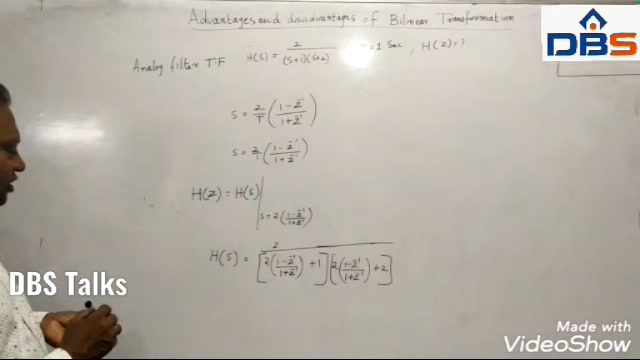 Advantages and disadvantages of Bilinear Transformation
Analog filter T.F H(s) = 2 / (s+1)(s+2) T = 1 sec, H(z) = ?
s = 2/T (1 - z⁻¹ / 1 + z⁻¹)
s = 2/1 (1 - z⁻¹ / 1 + z⁻¹)
H(z) = H(s) |
s = 2 (1 - z⁻¹ / 1 + z⁻¹)
H(s) = 2 / [2 (1 - z⁻¹ / 1 + z⁻¹) + 1] [2 (1 - z⁻¹ / 1 + z⁻¹) + 2]
DBS
DBS Talks
Made with
VideoShow